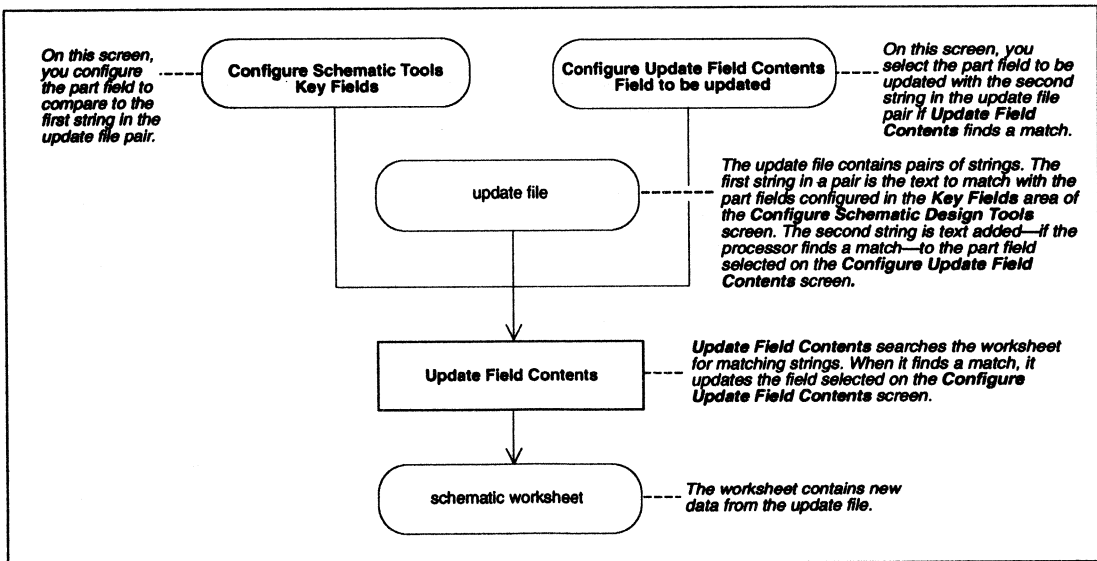 On this screen,
you configure
the part field to
compare to the
first string in the
update file pair.
Configure Schematic Tools
Key Fields
Configure Update Field Contents
Field to be updated
On this screen, you
select the part field to be
updated with the second
string in the update file
pair if Update Field
Contents finds a match.
update file
The update file contains pairs of strings. The
first string in a pair is the text to match with the
part fields configured in the Key Fields area of
the Configure Schematic Design Tools
screen. The second string is text added—if the
processor finds a match—to the part field
selected on the Configure Update Field
Contents screen.
Update Field Contents
Update Field Contents searches the worksheet
for matching strings. When it finds a match, it
updates the field selected on the Configure
Update Field Contents screen.
schematic worksheet
The worksheet contains new
data from the update file.